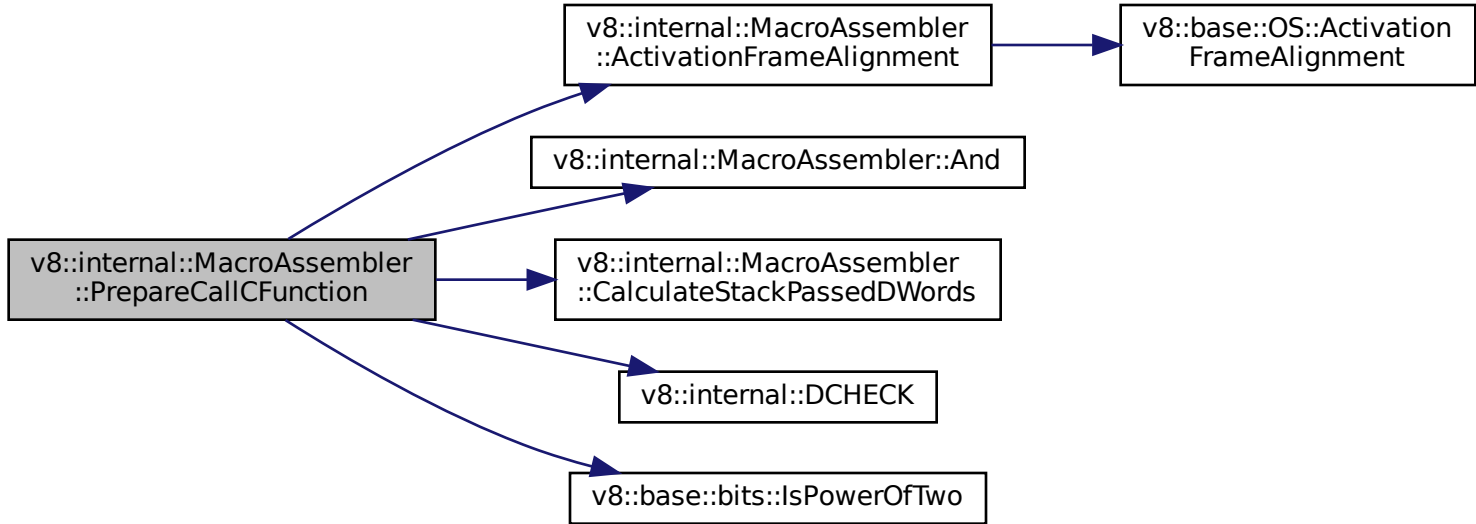 v8::internal::MacroAssembler
::ActivationFrameAlignment
v8::base::OS::Activation
FrameAlignment
v8::internal::MacroAssembler::And
v8::internal::MacroAssembler
::PrepareCallCFunction
v8::internal::MacroAssembler
::CalculateStackPassedDWords
v8::internal::DCHECK
v8::base::bits::IsPowerOfTwo